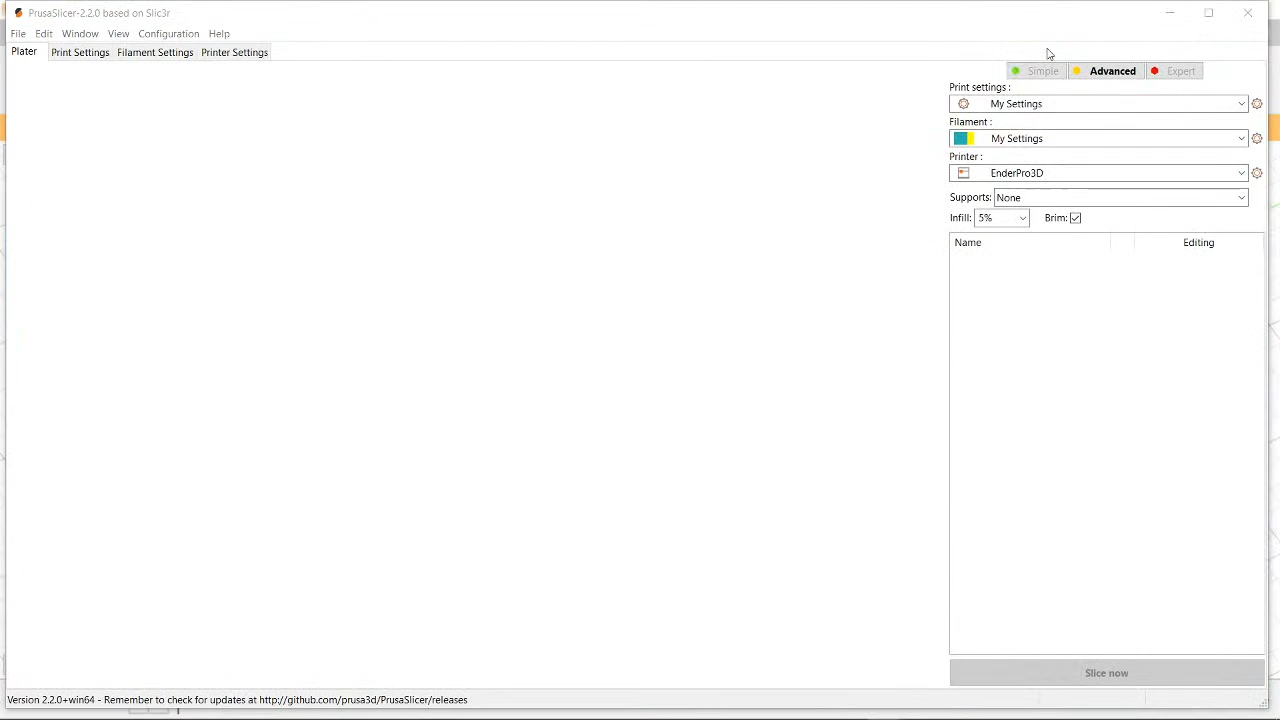 PrusaSlicer-2.2.0 based on Slic3r
File Edit Window View Configuration Help
Plater Print Settings Filament Settings Printer Settings
Simple Advanced Expert
Print settings :
My Settings
Filament :
My Settings
Printer :
EnderPro3D
Supports: None
Infill: 5% Brim:
Name Editing
Slice now
Version 2.2.0+win64 - Remember to check for updates at http://github.com/prusa3d/PrusaSlicer/releases